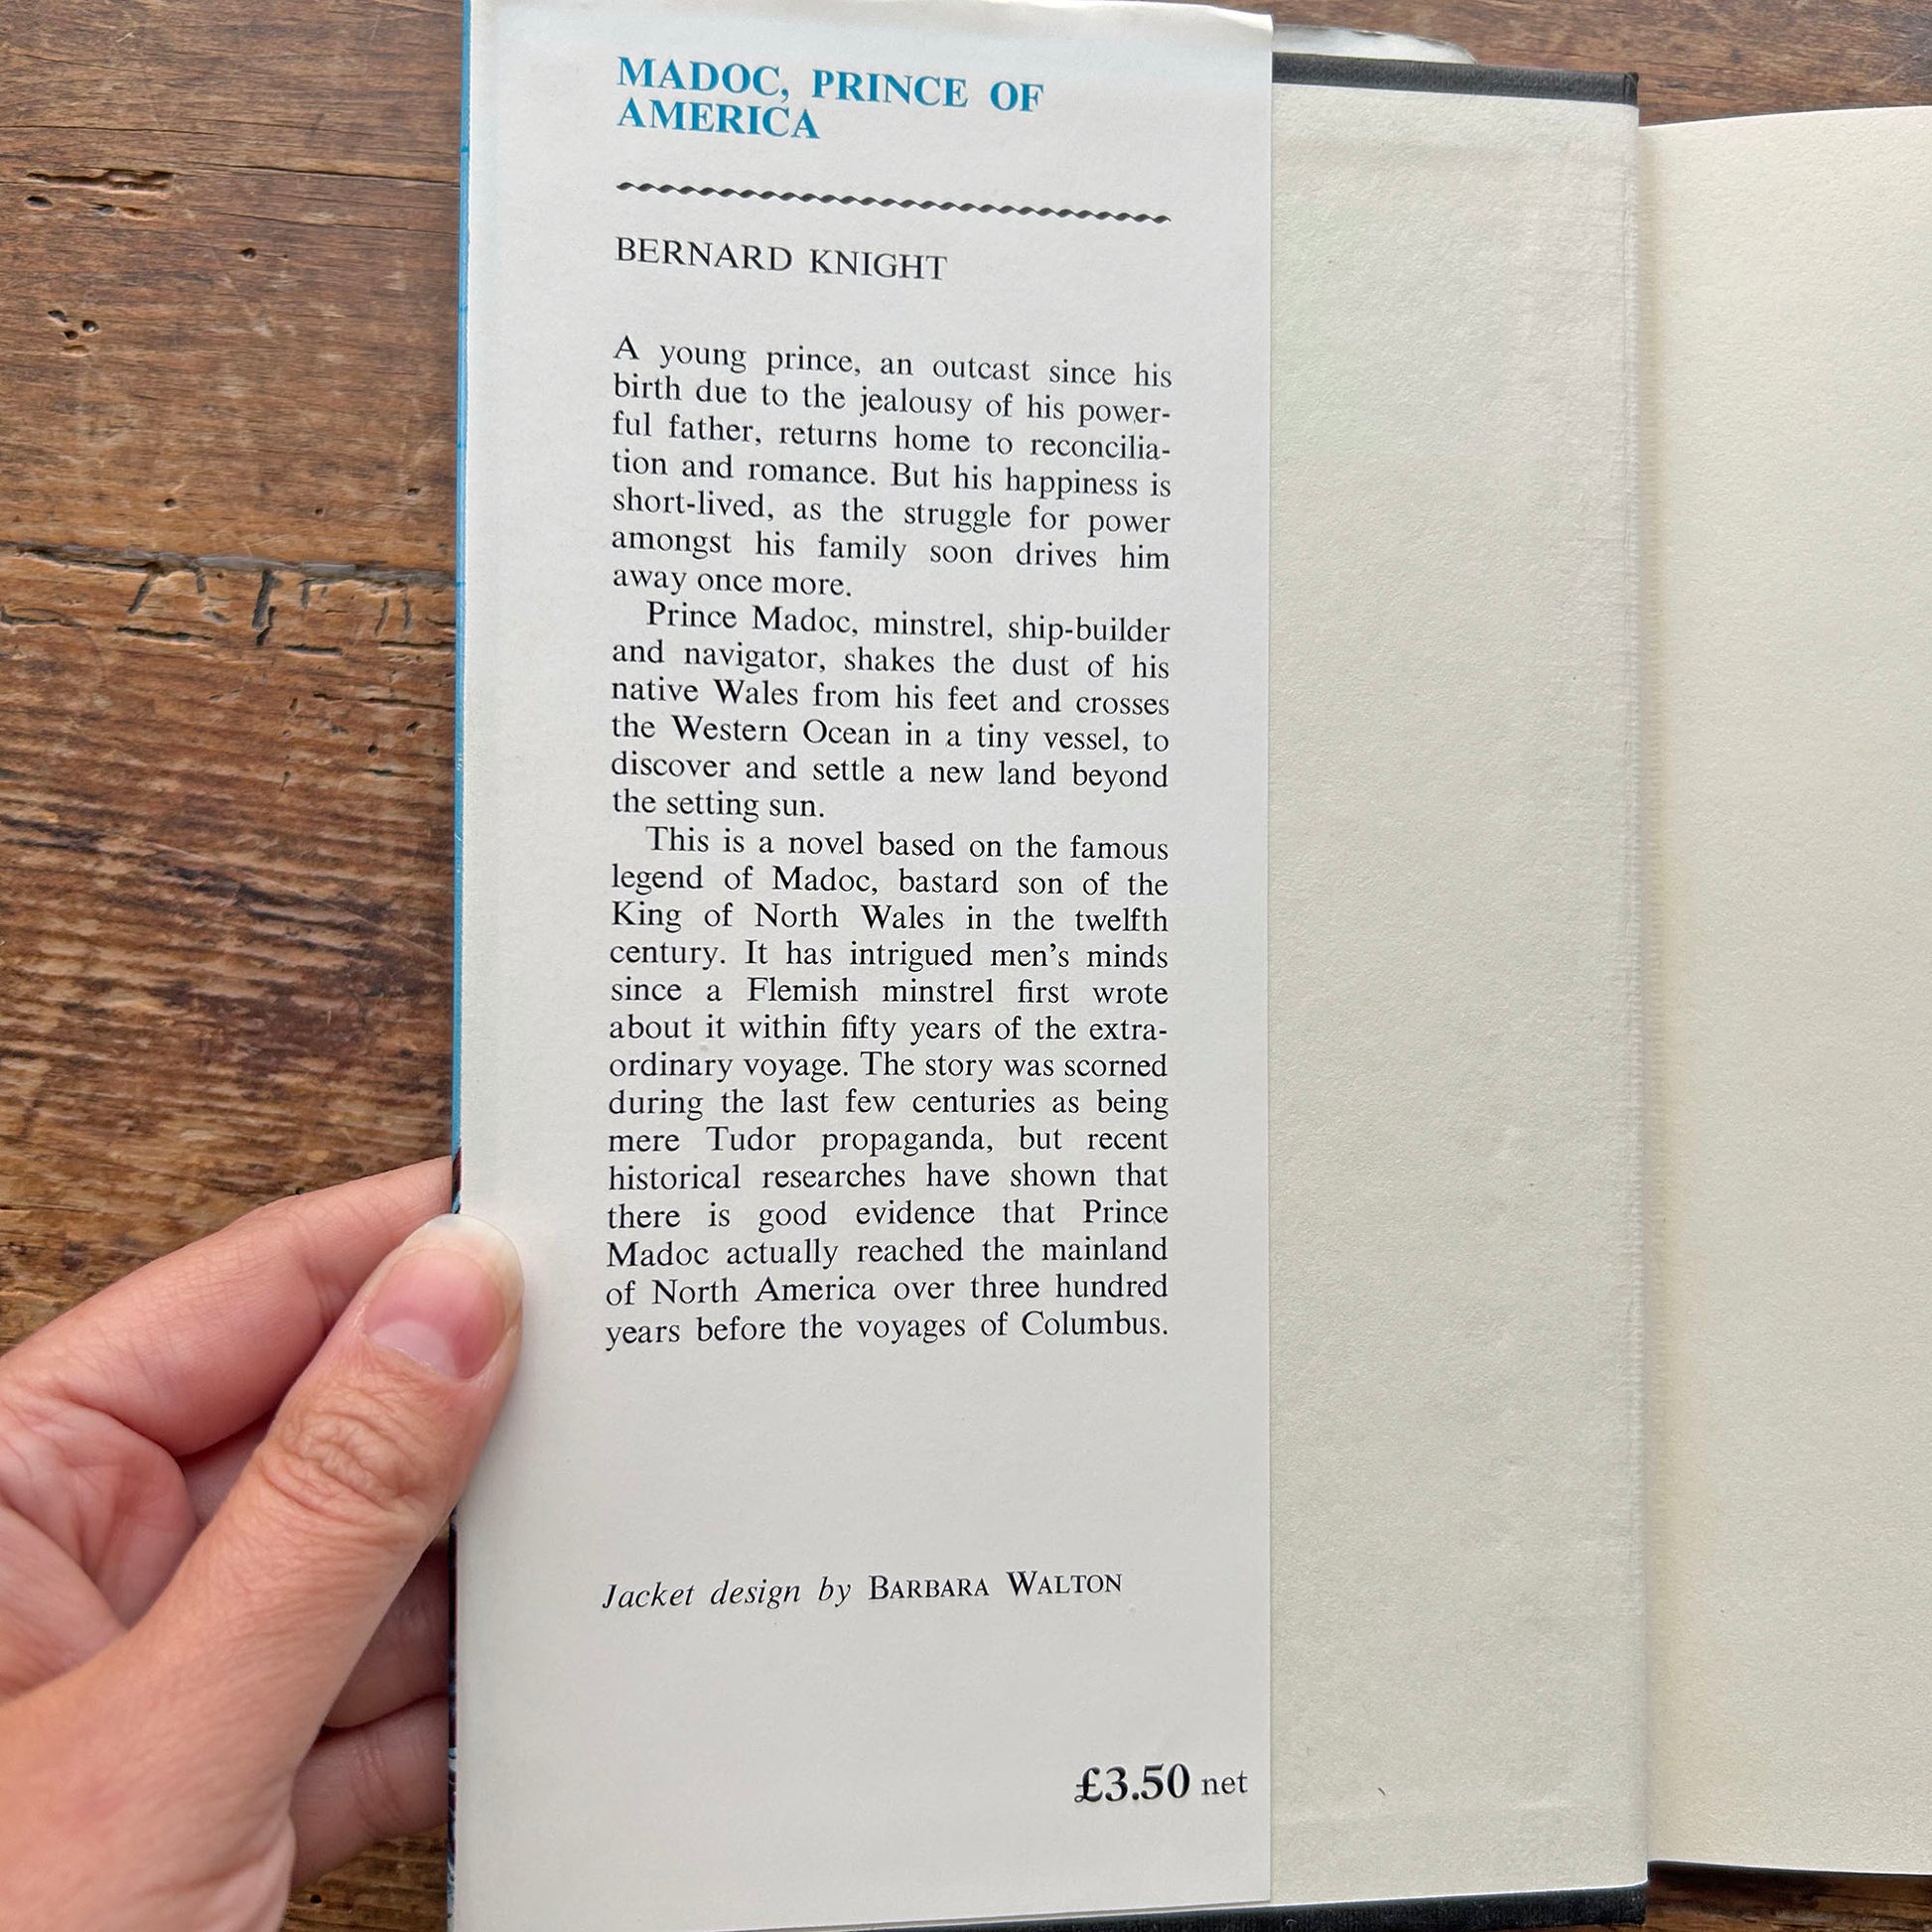 MADOC, PRINCE OF
AMERICA
BERNARD KNIGHT
A young prince, an outcast since his
birth due to the jealousy of his power-
ful father, returns home to reconcilia-
tion and romance. But his happiness is
short-lived, as the struggle for power
amongst his family soon drives him
away once more.
Prince Madoc, minstrel, ship-builder
and navigator, shakes the dust of his
native Wales from his feet and crosses
the Western Ocean in a tiny vessel, to
discover and settle a new land beyond
the setting sun.
This is a novel based on the famous
legend of Madoc, bastard son of the
King of North Wales in the twelfth
century. It has intrigued men's minds
since a Flemish minstrel first wrote
about it within fifty years of the extra-
ordinary voyage. The story was scorned
during the last few centuries as being
mere Tudor propaganda, but recent
historical researches have shown that
there is good evidence that Prince
Madoc actually reached the mainland
of North America over three hundred
years before the voyages of Columbus.
Jacket design by BARBARA WALTON
£3.50 net